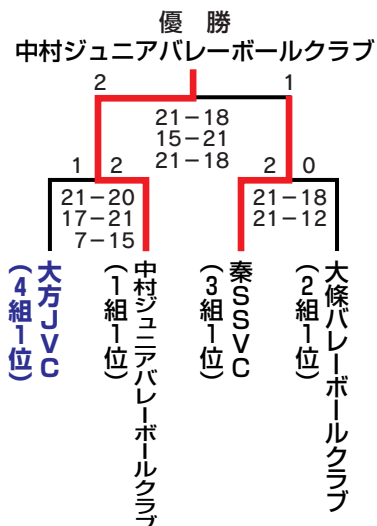 優 勝
中村ジュニアバレーボールクラブ
2 1
21−18
15−21
21−18
1 2
21−20
17−21
7−15
2 0
21−18
21−12
大方JVC
(4組1位)
中村ジュニアバレーボールクラブ
(1組1位)
秦SSVC
(3組1位)
大條バレーボールクラブ
(2組1位)